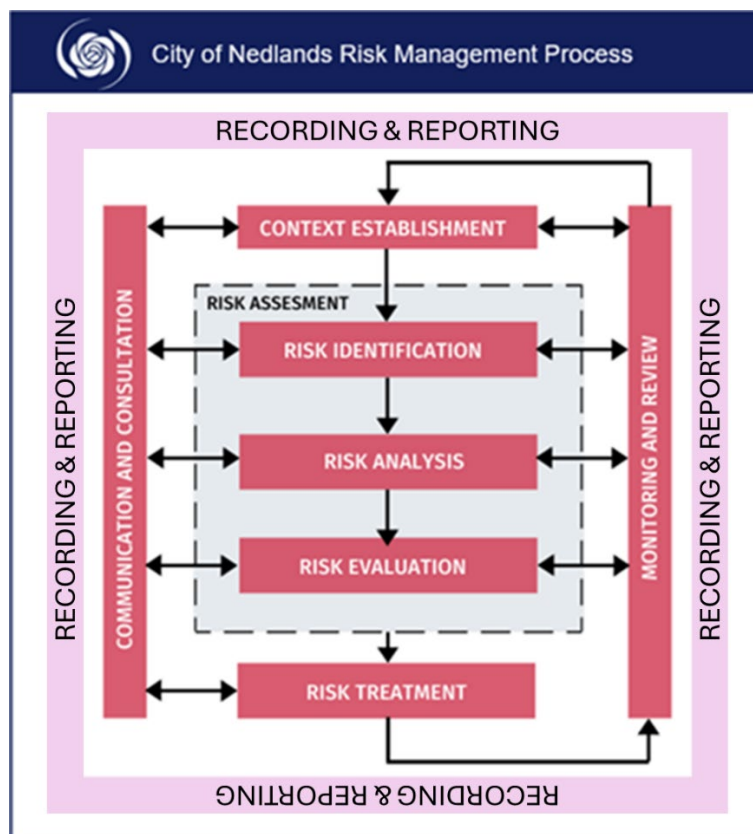 City of Nedlands Risk Management Process
RECORDING & REPORTING
CONTEXT ESTABLISHMENT
RISK ASSESMENT
RISK IDENTIFICATION
RISK ANALYSIS
RISK EVALUATION
RISK TREATMENT
COMMUNICATION AND CONSULTATION
MONITORING AND REVIEW
RECORDING & REPORTING
RECORDING & REPORTING
RECORDING & REPORTING